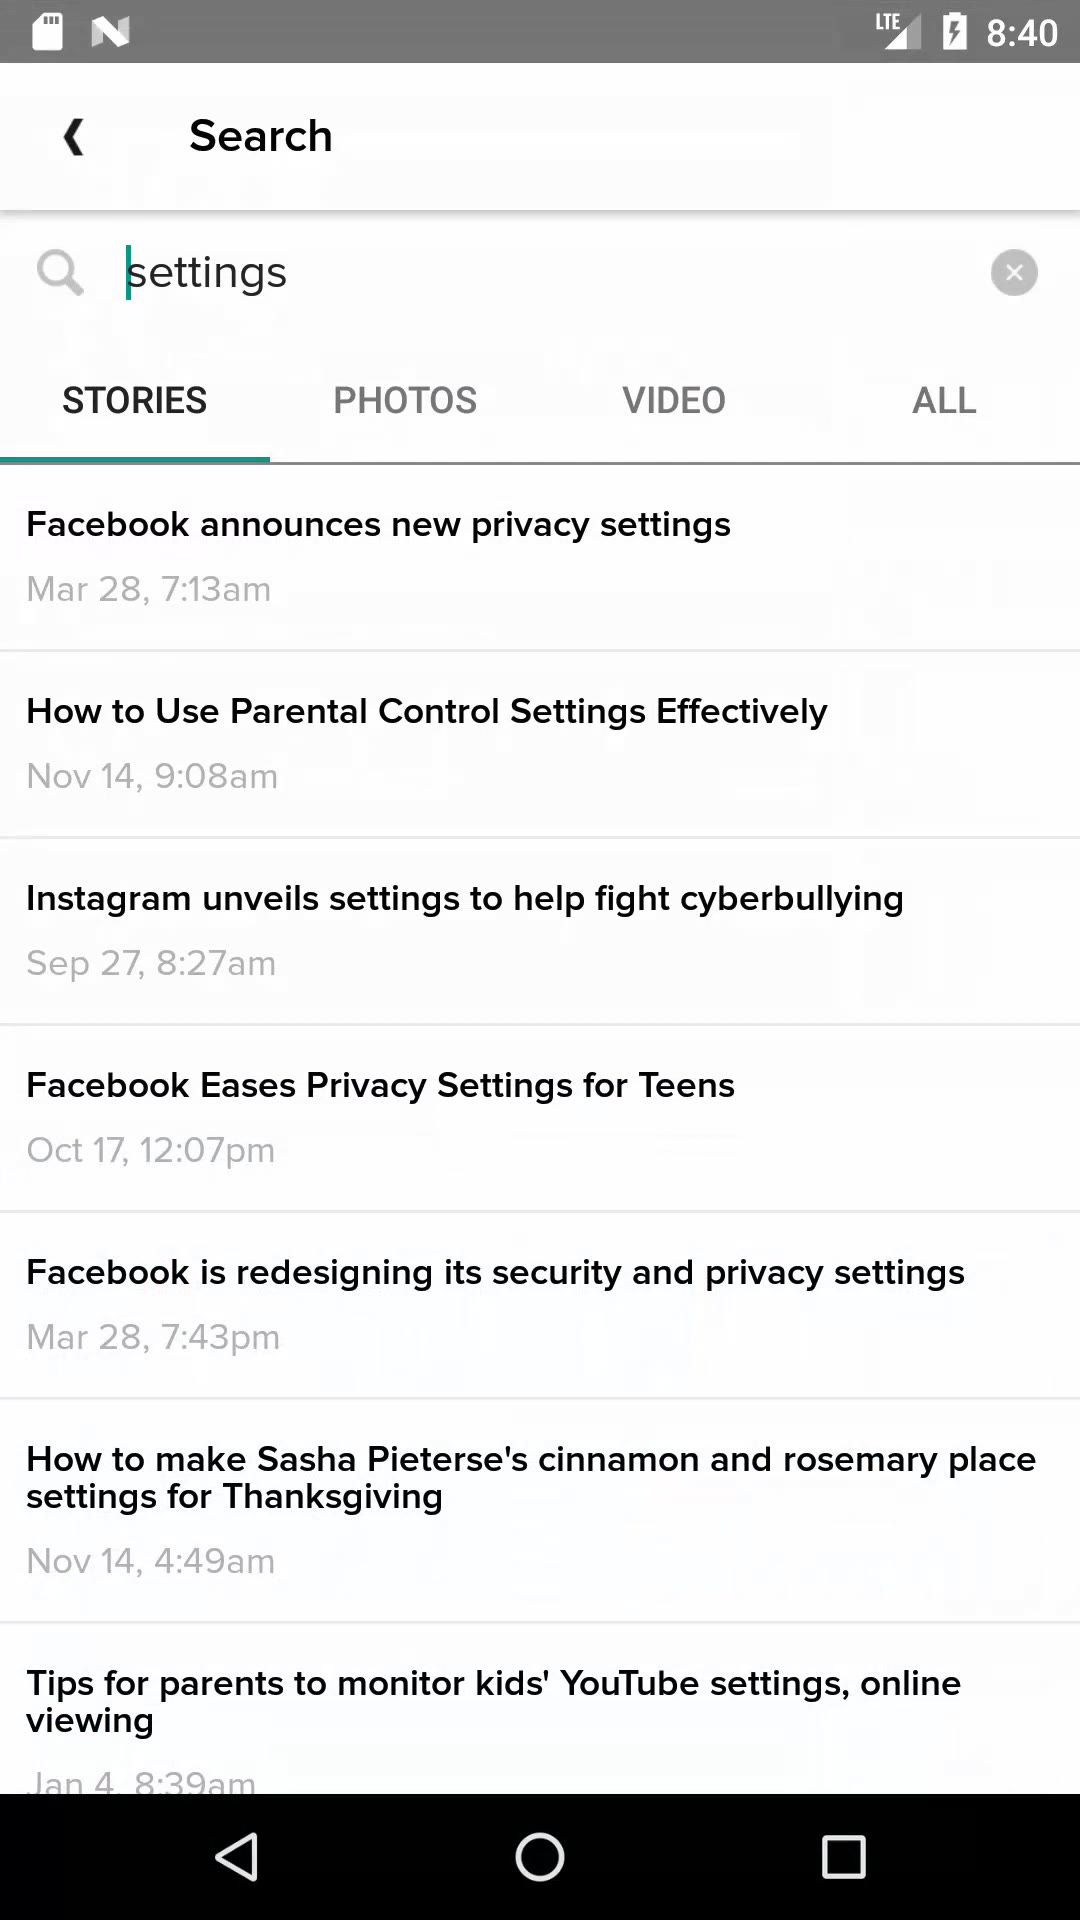 LTE 8:40
Search
settings
STORIES PHOTOS VIDEO ALL
Facebook announces new privacy settings
Mar 28, 7:13am
How to Use Parental Control Settings Effectively
Nov 14, 9:08am
Instagram unveils settings to help fight cyberbullying
Sep 27, 8:27am
Facebook Eases Privacy Settings for Teens
Oct 17, 12:07pm
Facebook is redesigning its security and privacy settings
Mar 28, 7:43pm
How to make Sasha Pieterse's cinnamon and rosemary place
settings for Thanksgiving
Nov 14, 4:49am
Tips for parents to monitor kids' YouTube settings, online
viewing
Jan 4, 8:39am